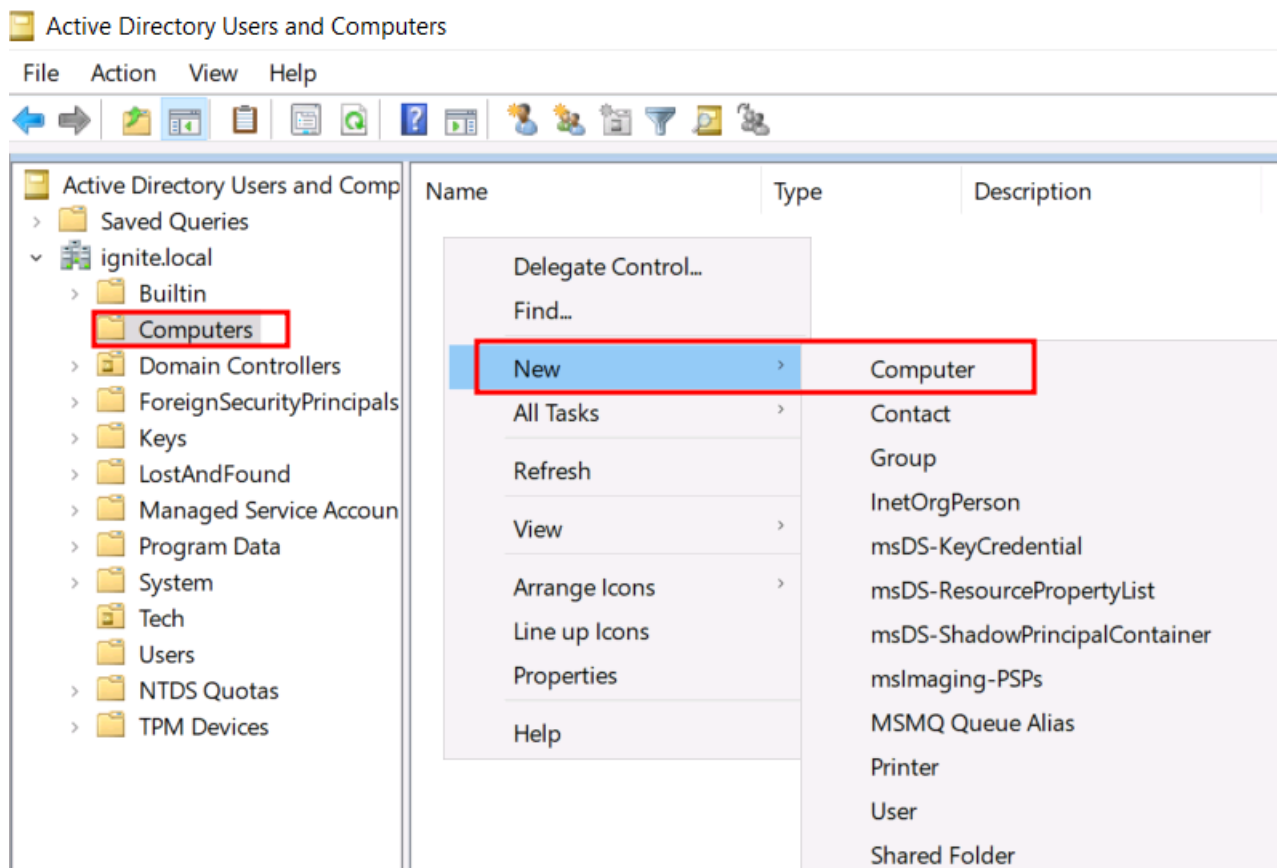 Active Directory Users and Computers
File Action View Help
Active Directory Users and Comp
Saved Queries
ignite.local
Builtin
Computers
Domain Controllers
ForeignSecurityPrincipals
Keys
LostAndFound
Managed Service Accoun
Program Data
System
Tech
Users
NTDS Quotas
TPM Devices
Name Type Description
Delegate Control...
Find...
New
All Tasks
Refresh
View
Arrange Icons
Line up Icons
Properties
Help
Computer
Contact
Group
InetOrgPerson
msDS-KeyCredential
msDS-ResourcePropertyList
msDS-ShadowPrincipalContainer
msImaging-PSPs
MSMQ Queue Alias
Printer
User
Shared Folder